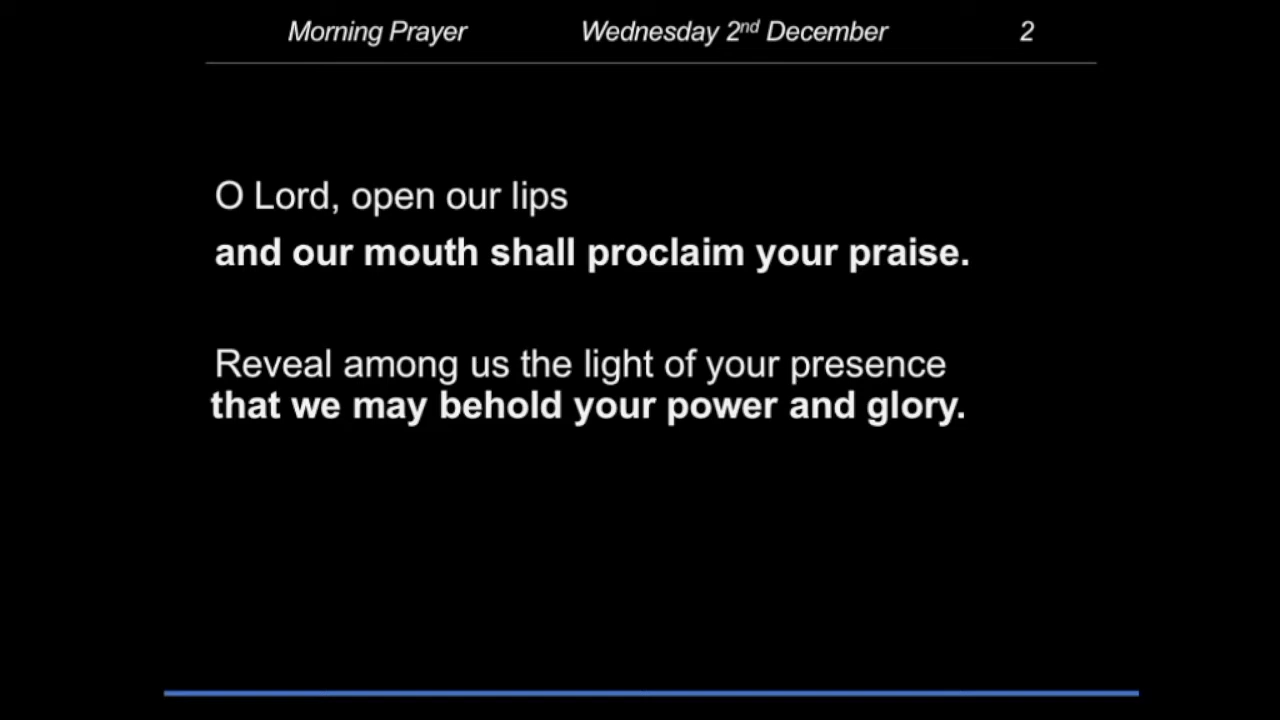 Morning Prayer Wednesday 2nd December 2
O Lord, open our lips
and our mouth shall proclaim your praise.
Reveal among us the light of your presence
that we may behold your power and glory.